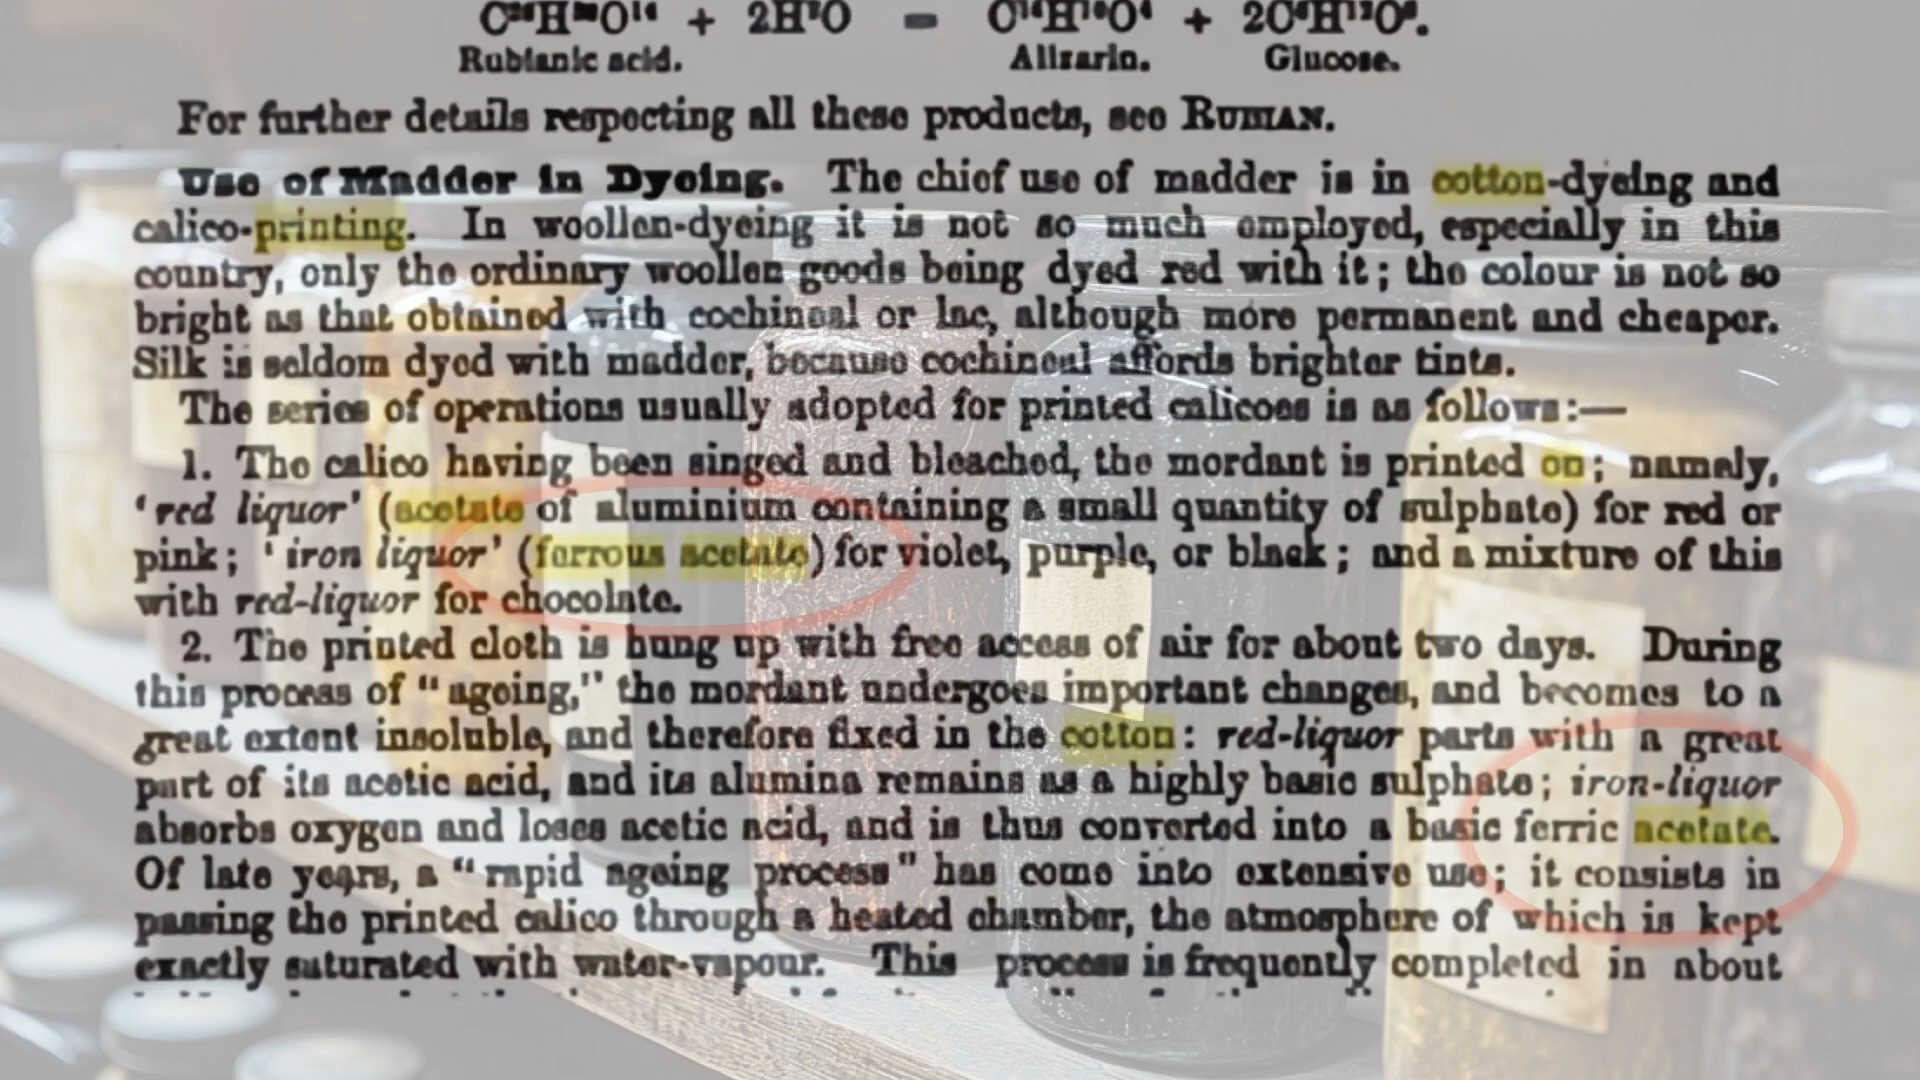 C²⁶H²⁸O¹⁴ + 2H²O = C¹⁴H¹⁰O⁴ + 2C⁶H¹²O⁶.
Rubianic acid. Alizarin. Glucose.
For further details respecting all these products, see RUBIAN.
Use of Madder in Dyeing. The chief use of madder is in cotton-dyeing and
calico-printing. In woollen-dyeing it is not so much employed, especially in this
country, only the ordinary woollen goods being dyed red with it; the colour is not so
bright as that obtained with cochineal or lac, although more permanent and cheaper.
Silk is seldom dyed with madder, because cochineal affords brighter tints.
The series of operations usually adopted for printed calicoes is as follows:—
1. The calico having been singed and bleached, the mordant is printed on; namely,
'red liquor' (acetate of aluminium containing a small quantity of sulphate) for red or
pink; 'iron liquor' (ferrous acetate) for violet, purple, or black; and a mixture of this
with red-liquor for chocolate.
2. The printed cloth is hung up with free access of air for about two days. During
this process of "ageing," the mordant undergoes important changes, and becomes to a
great extent insoluble, and therefore fixed in the cotton: red-liquor parts with a great
part of its acetic acid, and its alumina remains as a highly basic sulphate; iron-liquor
absorbs oxygen and loses acetic acid, and is thus converted into a basic ferric acetate.
Of late years, a "rapid ageing process" has come into extensive use; it consists in
passing the printed calico through a heated chamber, the atmosphere of which is kept
exactly saturated with water-vapour. This process is frequently completed in about